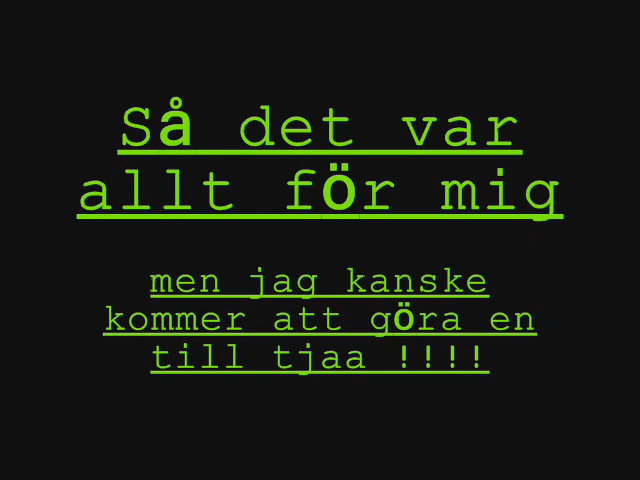 Så det var
allt för mig
men jag kanske
kommer att göra en
till tjaa !!!!